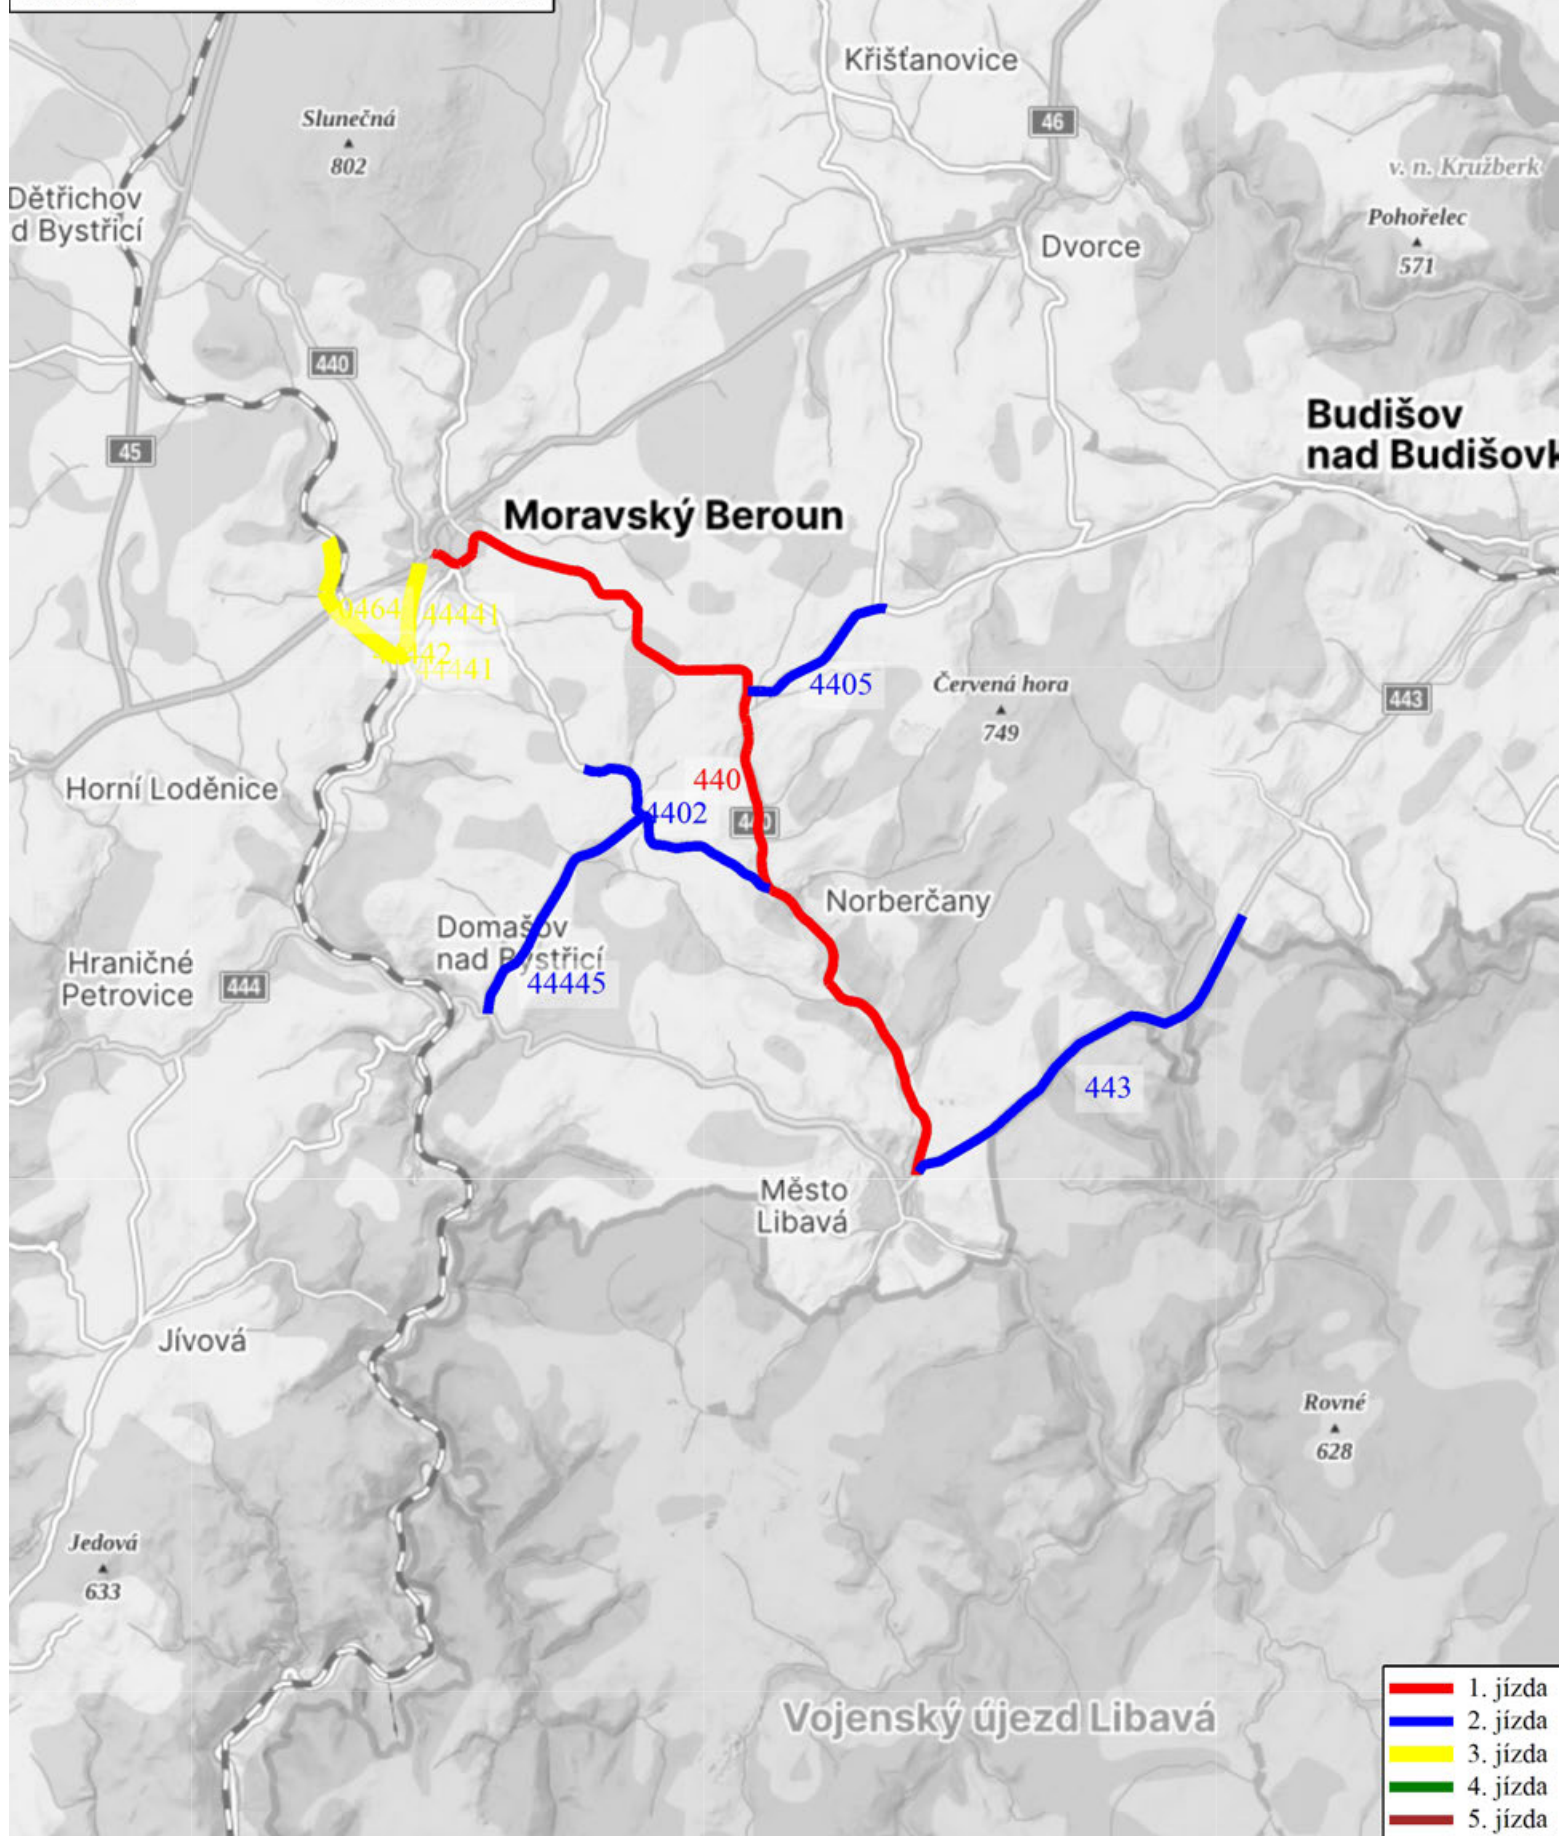 Křišťanovice
46
Slunečná
802
v. n. Kružberk
Dětřichov
d Bystřicí
Pohořelec
571
Dvorce
440
45
Budišov
nad Budišovk
Moravský Beroun
0464
44441
44441
4405
Červená hora
749
443
Horní Loděnice
440
4402
440
Norberčany
Domašov
nad Bystřicí
44445
Hraničné
Petrovice
444
443
Město
Libavá
Jívová
Rovné
628
Jedová
633
Vojenský újezd Libavá
1. jízda
2. jízda
3. jízda
4. jízda
5. jízda